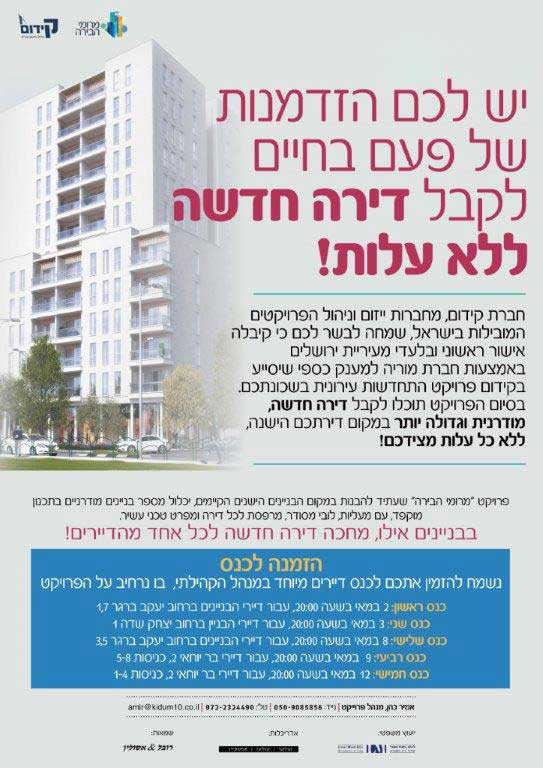 קידום
מרומי
הבירה
יש לכם הזדמנות
של פעם בחיים
לקבל דירה חדשה
ללא עלות!
חברת קידום, מחברות ייזום וניהול הפרויקטים
המובילות בישראל, שמחה לבשר לכם כי קיבלה
אישור ראשוני ובלעדי מעיריית ירושלים
באמצעות חברת מוריה למענק כספי שיסייע
בקידום פרויקט התחדשות עירונית בשכונתכם.
בסיום הפרויקט תוכלו לקבל דירה חדשה,
מודרנית וגדולה יותר במקום דירתכם הישנה,
ללא כל עלות מצידכם!
פרויקט "מרומי הבירה" שעתיד להבנות במקום הבניינים הישנים הקיימים, יכלול מספר בניינים מודרניים בתכנון
מוקפד, עם מעליות, לובי מסודר, מרפסת לכל דירה ומפרט טכני עשיר.
בבניינים אילו, מחכה דירה חדשה לכל אחד מהדיירים!
הזמנה לכנס
נשמח להזמין אתכם לכנס דיירים מיוחד במנהל הקהילתי, בו נרחיב על הפרויקט
כנס ראשון: 2 במאי בשעה 20:00, עבור דיירי הבניינים ברחוב יעקב ברגר 1,7
כנס שני: 3 במאי בשעה 20:00, עבור דיירי הבניין ברחוב יצחק שדה 1
כנס שלישי: 8 במאי בשעה 20:00, עבור דיירי הבניינים ברחוב יעקב ברגר 3,5
כנס רביעי: 9 במאי בשעה 20:00, עבור דיירי בר יוחאי 2, כניסות 5-8
כנס חמישי: 12 במאי בשעה 20:00, עבור דיירי בר יוחאי 2, כניסות 1-4
אמיר כהן, מנהל פרוייקט | נייד: 050-9085856 | טל': 072-2324490 | amir@kidum10.co.il
ייעוץ משפטי:
אדריכלות:
שמאות:
רובל & אסולין